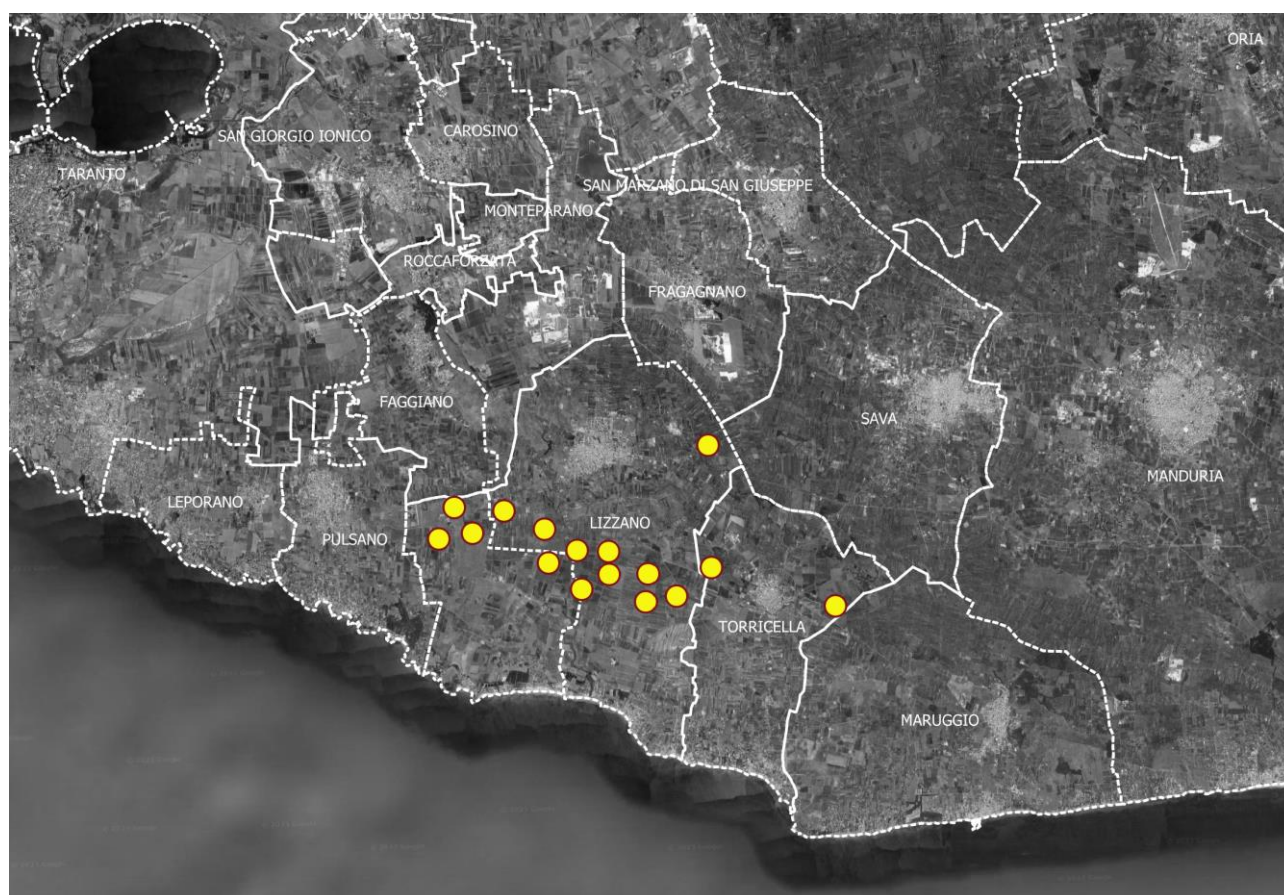 MONTEIASI
ORIA
CAROSINO
SAN GIORGIO IONICO
TARANTO
SAN MARZANO DI SAN GIUSEPPE
MONTEPARANO
ROCCAFORZATA
FRAGAGNANO
FAGGIANO
SAVA
MANDURIA
LEPORANO
LIZZANO
PULSANO
TORRICELLA
MARUGGIO